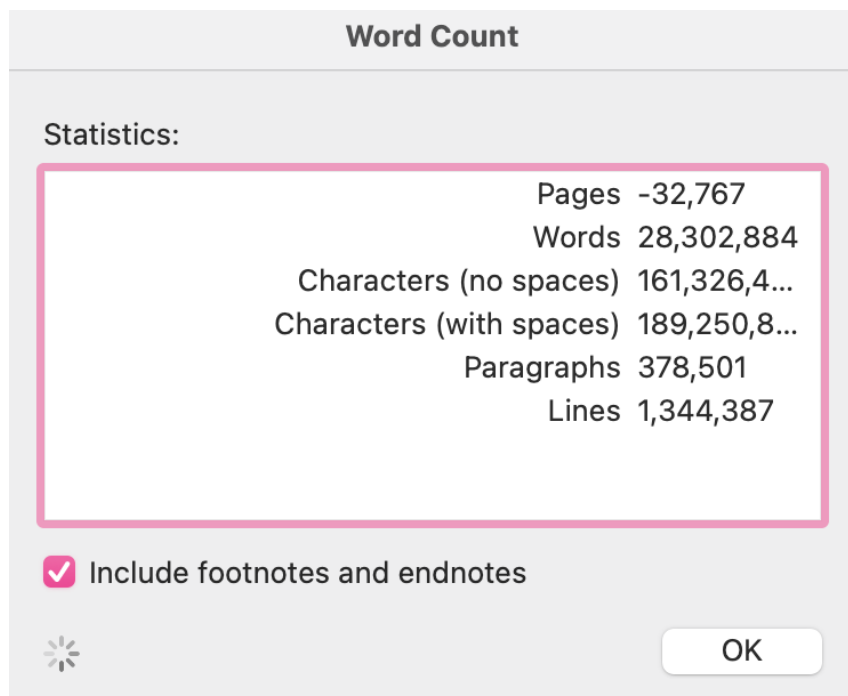 Word Count
Statistics:
Pages -32,767
Words 28,302,884
Characters (no spaces) 161,326,4...
Characters (with spaces) 189,250,8...
Paragraphs 378,501
Lines 1,344,387
Include footnotes and endnotes
OK